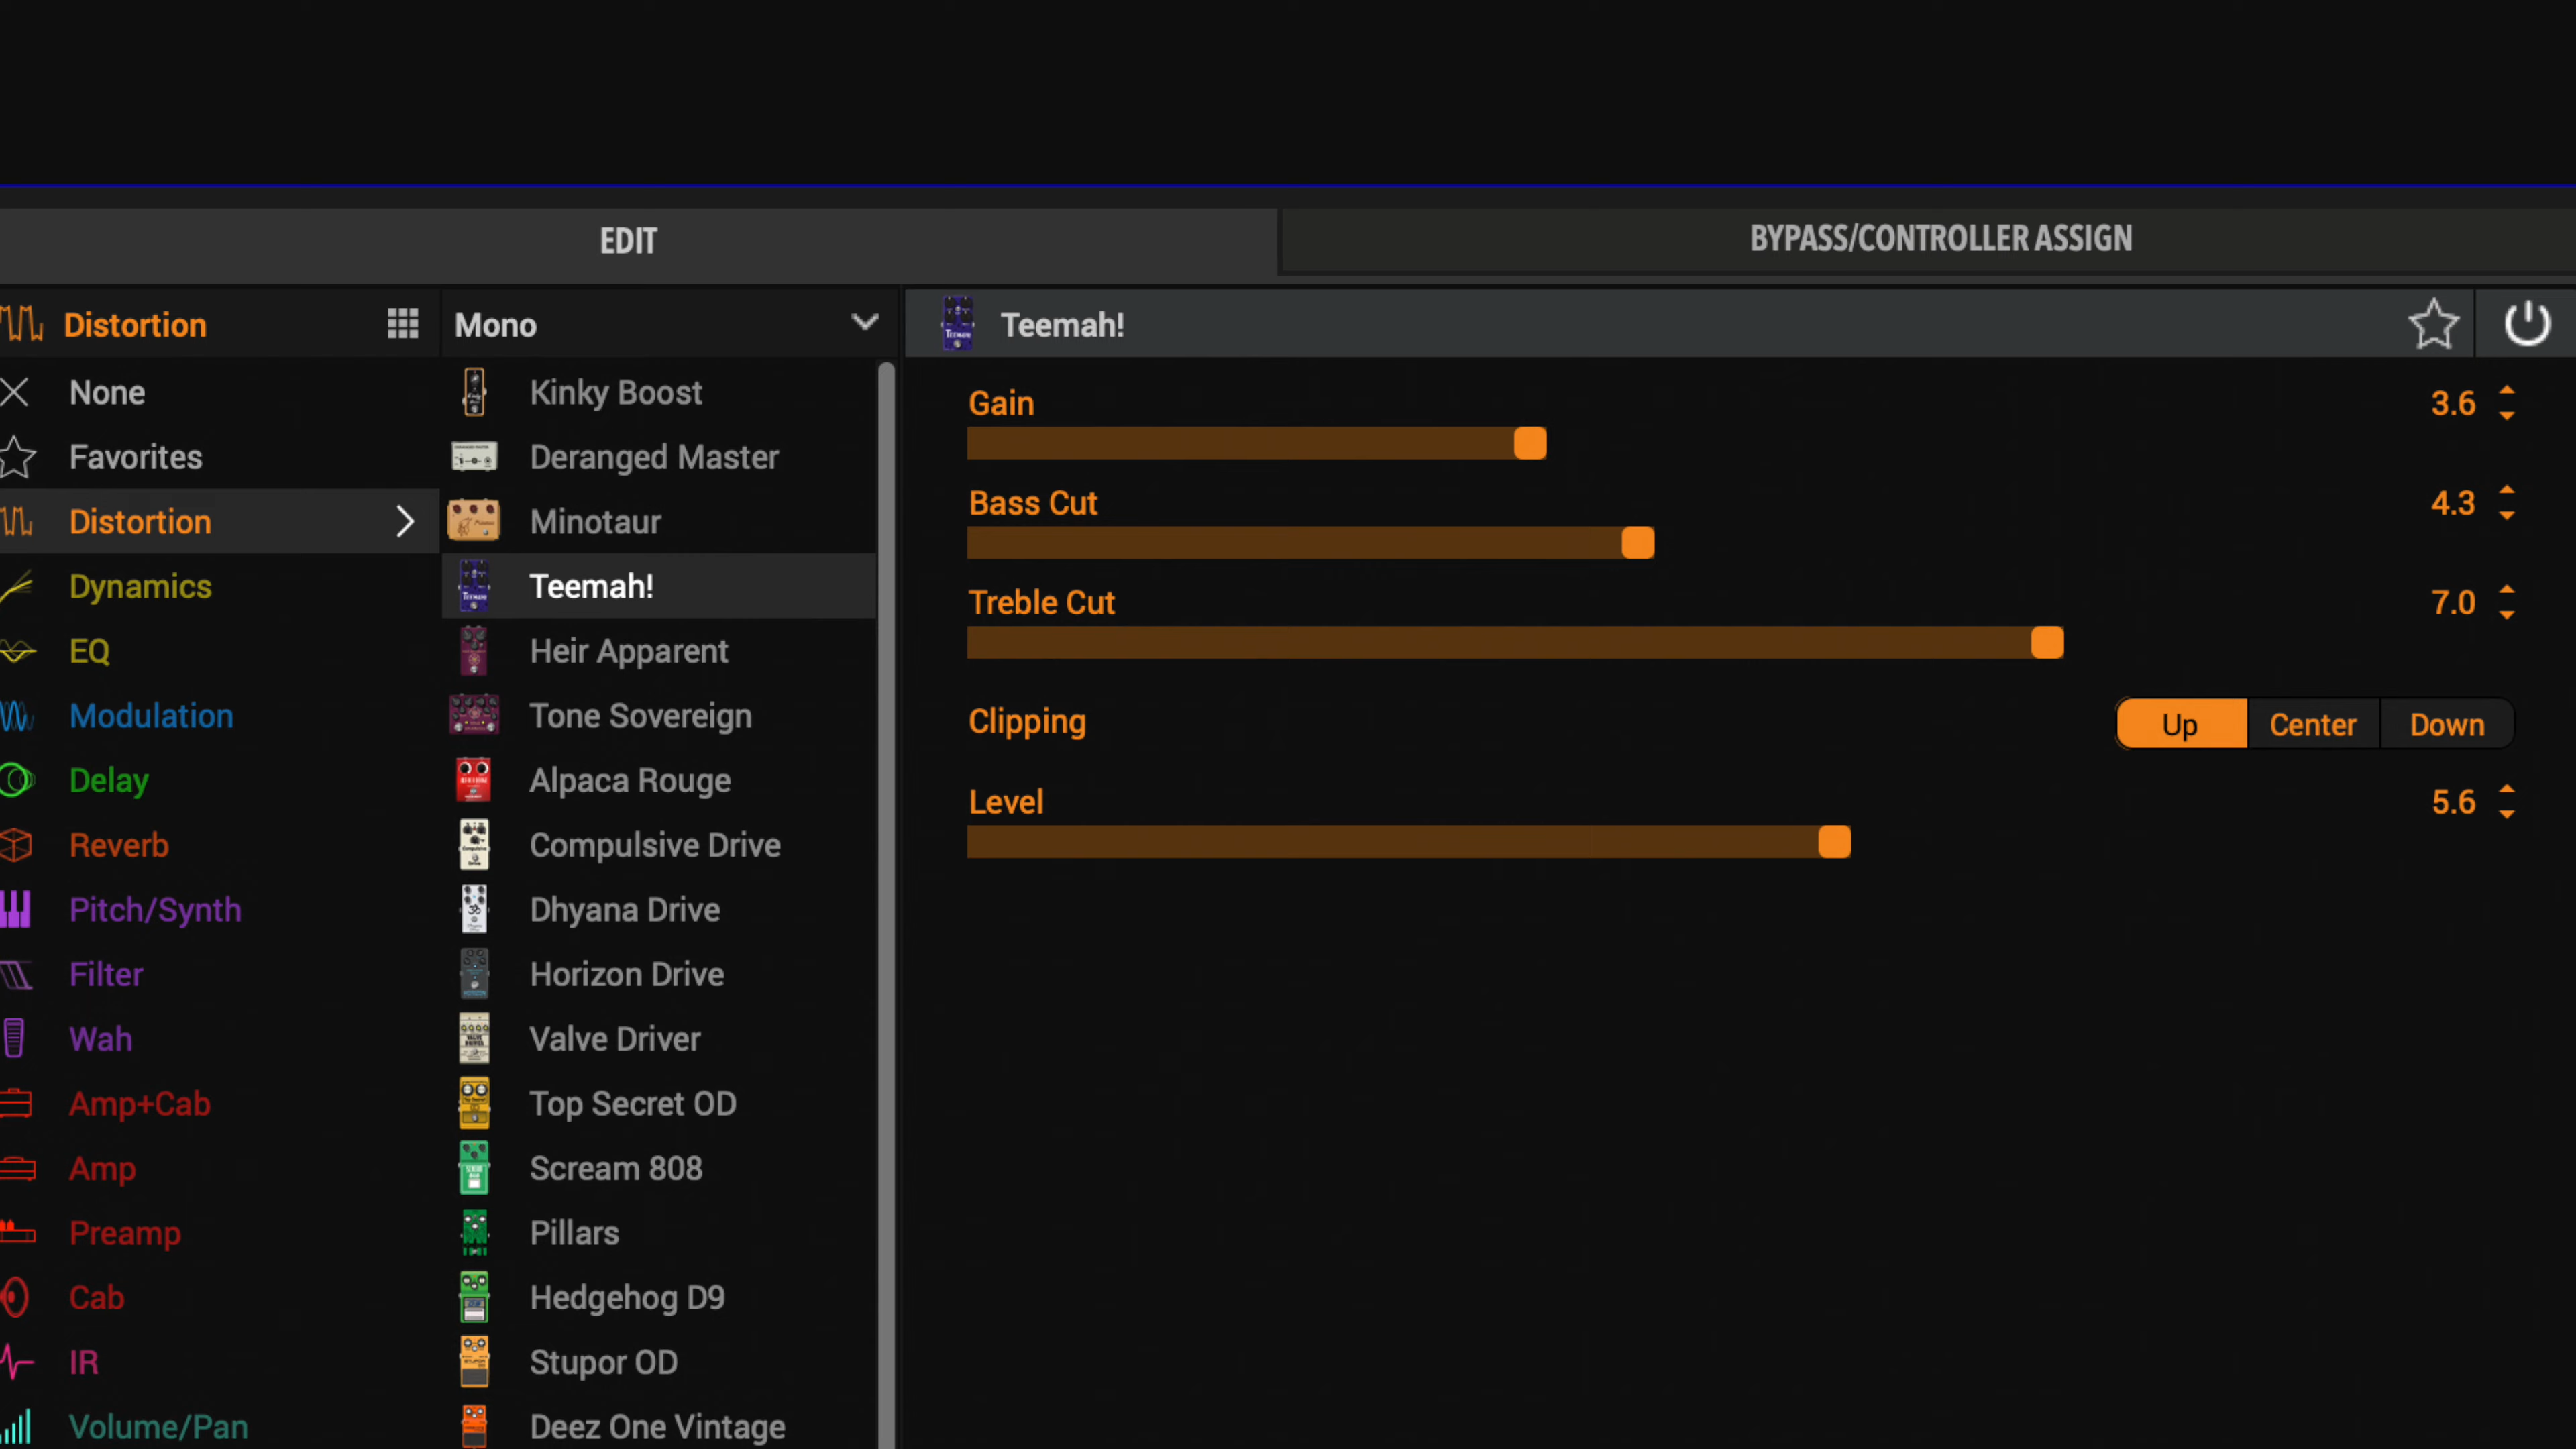 EDIT
BYPASS/CONTROLLER ASSIGN
Distortion
Mono
Teemah!
None
Favorites
Distortion
Dynamics
EQ
Modulation
Delay
Reverb
Pitch/Synth
Filter
Wah
Amp+Cab
Amp
Preamp
Cab
IR
Volume/Pan
Kinky Boost
Deranged Master
Minotaur
Teemah!
Heir Apparent
Tone Sovereign
Alpaca Rouge
Compulsive Drive
Dhyana Drive
Horizon Drive
Valve Driver
Top Secret OD
Scream 808
Pillars
Hedgehog D9
Stupor OD
Deez One Vintage
Gain 3.6
Bass Cut 4.3
Treble Cut 7.0
Clipping Up Center Down
Level 5.6